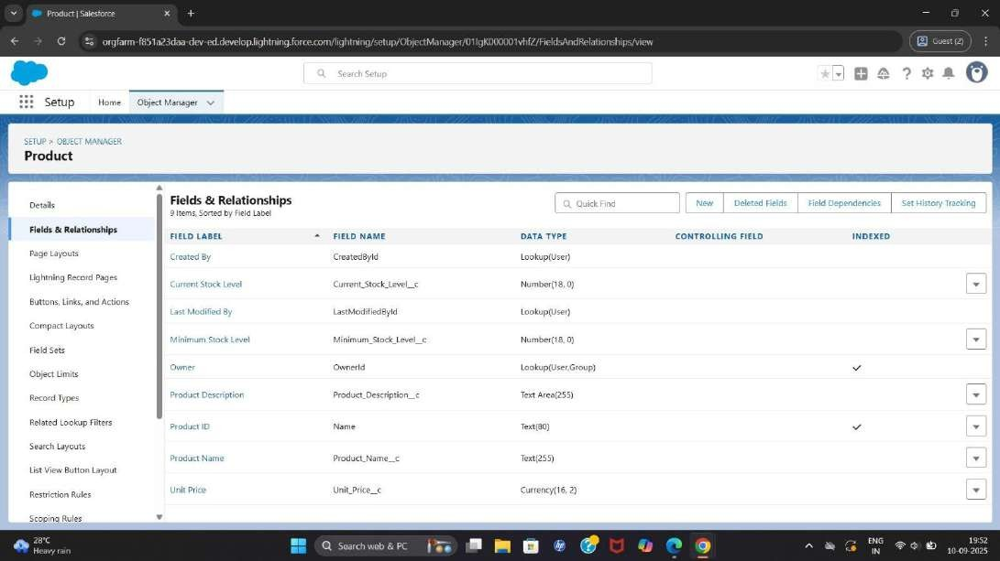 Product | Salesforce
orgfarm-f851a23daa-dev-ed.develop.lightning.force.com/lightning/setup/ObjectManager/01IgK000001vhfZ/FieldsAndRelationships/view
Guest (2)
Search Setup
Setup Home Object Manager
SETUP > OBJECT MANAGER
Product
Details
Fields & Relationships
Page Layouts
Lightning Record Pages
Buttons, Links, and Actions
Compact Layouts
Field Sets
Object Limits
Record Types
Related Lookup Filters
Search Layouts
List View Button Layout
Restriction Rules
Scoping Rules
Fields & Relationships
9 Items, Sorted by Field Label
Quick Find New Deleted Fields Field Dependencies Set History Tracking
FIELD LABEL FIELD NAME DATA TYPE CONTROLLING FIELD INDEXED
Created By CreatedById Lookup(User)
Current Stock Level Current_Stock_Level__c Number(18, 0)
Last Modified By LastModifiedById Lookup(User)
Minimum Stock Level Minimum_Stock_Level__c Number(18, 0)
Owner OwnerId Lookup(User,Group)
Product Description Product_Description__c Text Area(255)
Product ID Name Text(80)
Product Name Product_Name__c Text(255)
Unit Price Unit_Price__c Currency(16, 2)
28°C
Heavy rain
Search web & PC
ENG
IN
19:52
10-09-2025